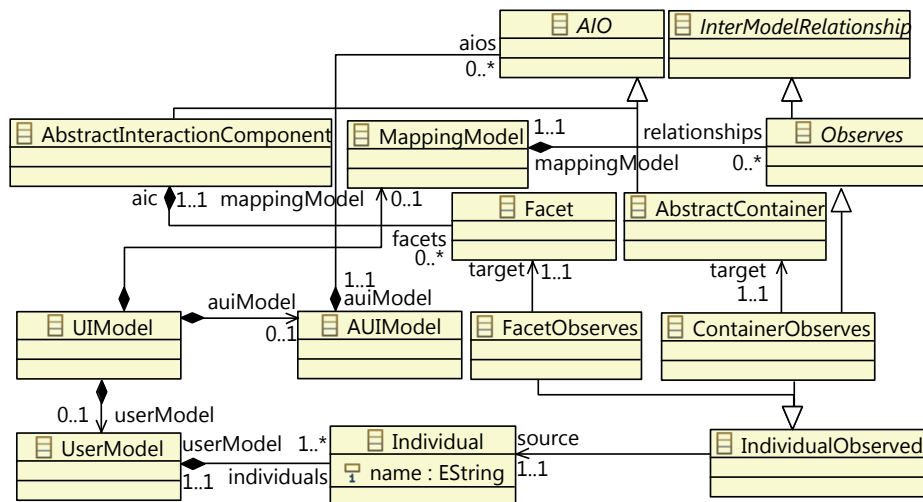 AIO
InterModelRelationship
aios
0..*
AbstractInteractionComponent
MappingModel
1..1
relationships
Observes
mappingModel
0..*
aic
1..1
mappingModel
0..1
Facet
AbstractContainer
facets
0..*
target
1..1
target
1..1
1..1
auiModel
auiModel
0..1
UIModel
AUIModel
FacetObserves
ContainerObserves
0..1
userModel
UserModel
userModel
1..*
Individual
source
IndividualObserved
1..1
individuals
name : EString
1..1